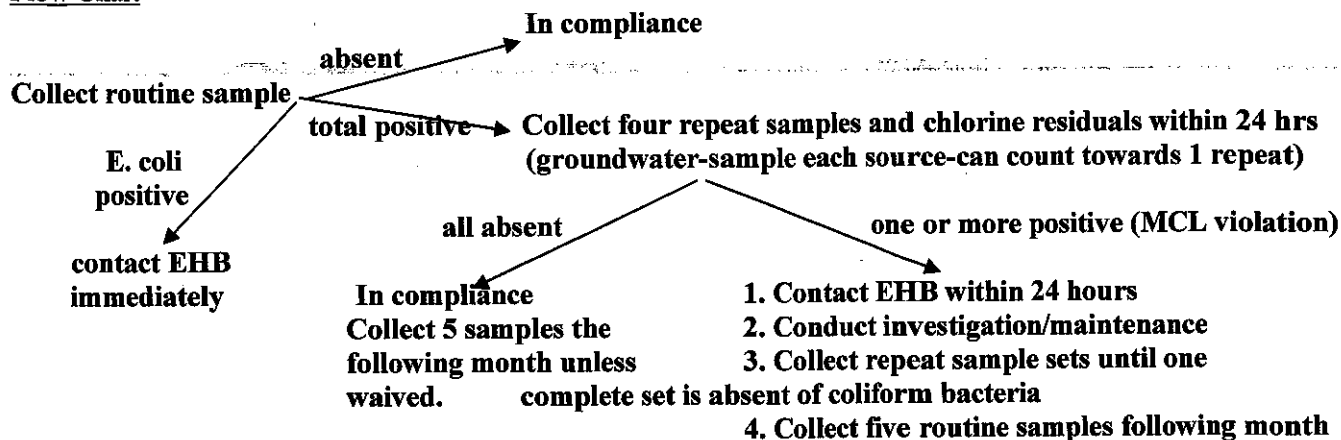 In compliance
absent
Collect routine sample
total positive
Collect four repeat samples and chlorine residuals within 24 hrs
(groundwater-sample each source-can count towards 1 repeat)
E. coli
positive
contact EHB
immediately
all absent
In compliance
Collect 5 samples the
following month unless
waived.
one or more positive (MCL violation)
1. Contact EHB within 24 hours
2. Conduct investigation/maintenance
3. Collect repeat sample sets until one
complete set is absent of coliform bacteria
4. Collect five routine samples following month